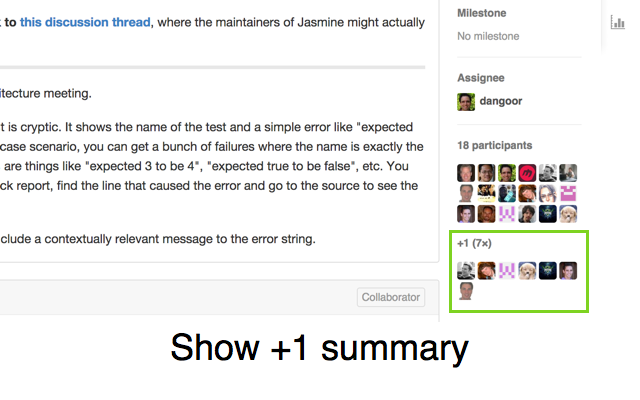 to this discussion thread, where the maintainers of Jasmine might actually
itecture meeting.
t is cryptic. It shows the name of the test and a simple error like "expected
case scenario, you can get a bunch of failures where the name is exactly the
are things like "expected 3 to be 4", "expected true to be false", etc. You
ck report, find the line that caused the error and go to the source to see the
clude a contextually relevant message to the error string.
Collaborator
Milestone
No milestone
Assignee
dangoor
18 participants
+1 (7×)
Show +1 summary